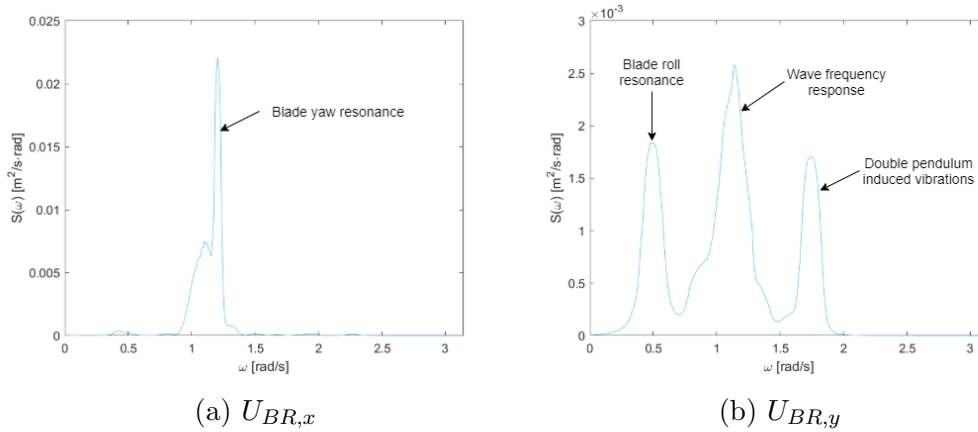 0.025
0.02
0.015
0.01
0.005
0
S(ω) [m²/s·rad]
Blade yaw resonance
0 0.5 1 1.5 2 2.5 3
ω [rad/s]
(a) U_{BR,x}
×10⁻³
3
2.5
2
1.5
1
0.5
0
S(ω) [m²/s·rad]
Blade roll
resonance
Wave frequency
response
Double pendulum
induced vibrations
0 0.5 1 1.5 2 2.5 3
ω [rad/s]
(b) U_{BR,y}